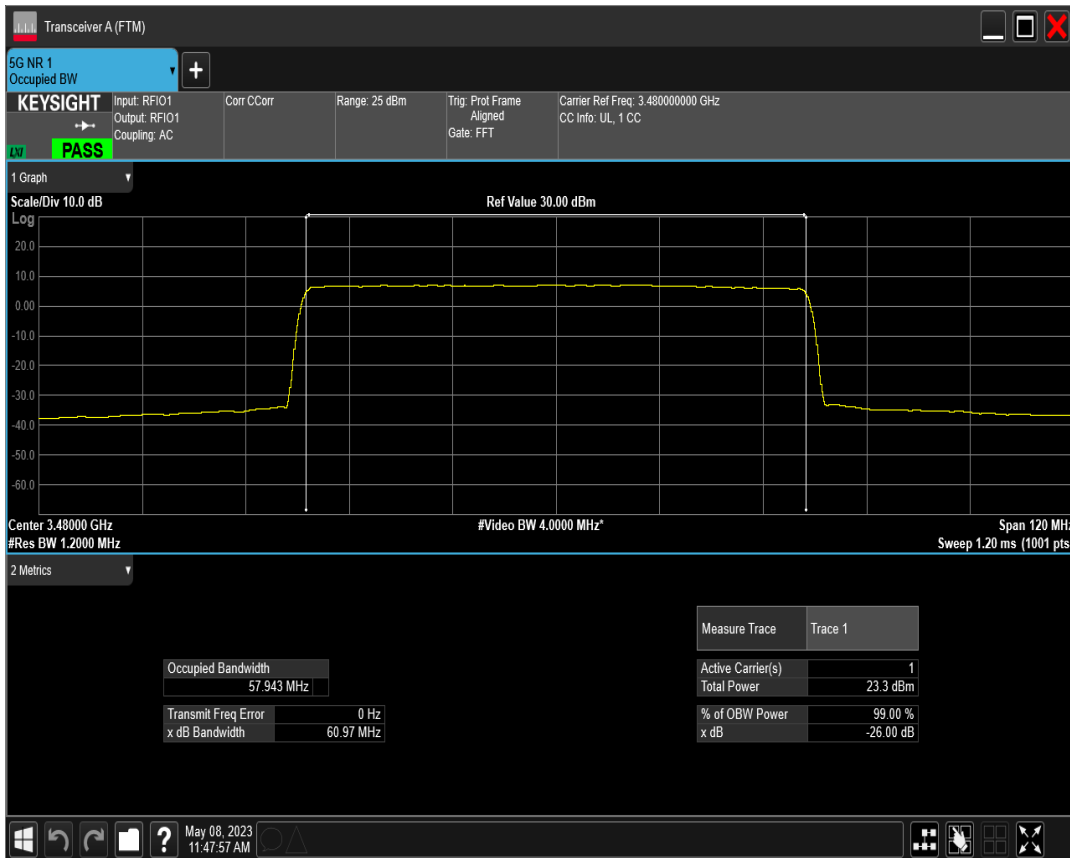 Transceiver A (FTM)
5G NR 1
Occupied BW
+
KEYSIGHT
LXI
PASS
Input: RFIO1
Output: RFIO1
Coupling: AC
Corr CCorr
Range: 25 dBm
Trig: Prot Frame
Aligned
Gate: FFT
Carrier Ref Freq: 3.480000000 GHz
CC Info: UL, 1 CC
1 Graph
Scale/Div 10.0 dB
Ref Value 30.00 dBm
Log
20.0
10.0
0.00
-10.0
-20.0
-30.0
-40.0
-50.0
-60.0
Center 3.48000 GHz
#Video BW 4.0000 MHz*
Span 120 MHz
#Res BW 1.2000 MHz
Sweep 1.20 ms (1001 pts
2 Metrics
Measure Trace Trace 1
Occupied Bandwidth
57.943 MHz
Active Carrier(s) 1
Total Power 23.3 dBm
Transmit Freq Error 0 Hz
x dB Bandwidth 60.97 MHz
% of OBW Power 99.00 %
x dB -26.00 dB
?
May 08, 2023
11:47:57 AM